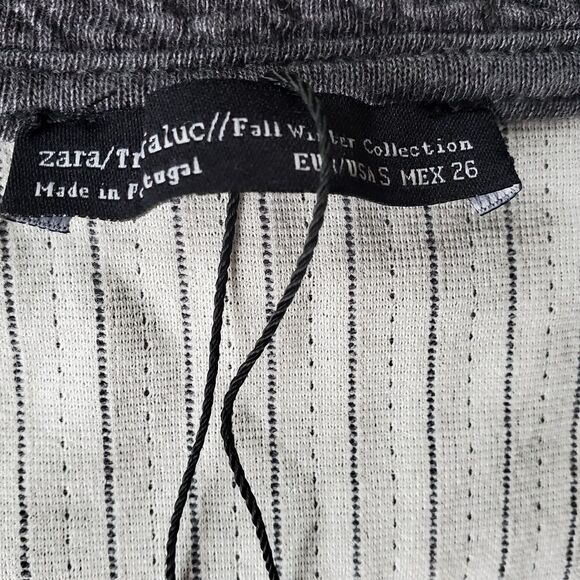 zara/Trafaluc//Fall Winter Collection
Made in Portugal EUR USA S MEX 26